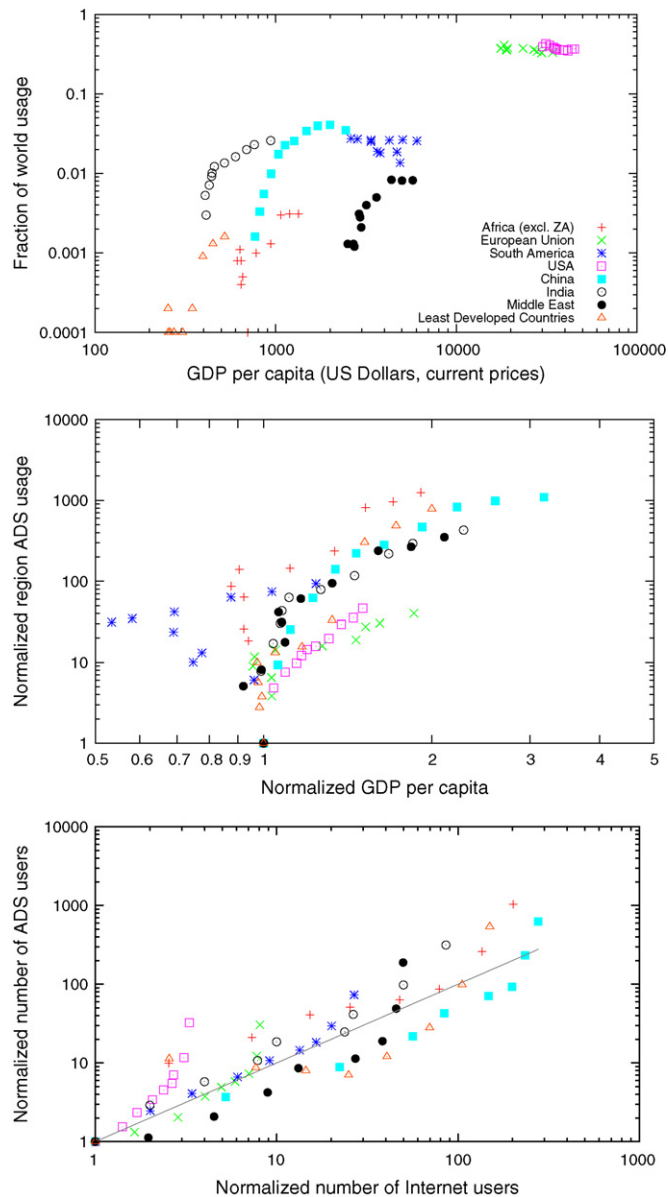 1
0.1
0.01
0.001
0.0001
Fraction of world usage
100
1000
10000
100000
GDP per capita (US Dollars, current prices)
Africa (excl. ZA)
European Union
South America
USA
China
India
Middle East
Least Developed Countries
10000
1000
100
10
1
Normalized region ADS usage
0.5
0.6
0.7
0.8
0.9
1
2
3
4
5
Normalized GDP per capita
10000
1000
100
10
1
Normalized number of ADS users
1
10
100
1000
Normalized number of Internet users